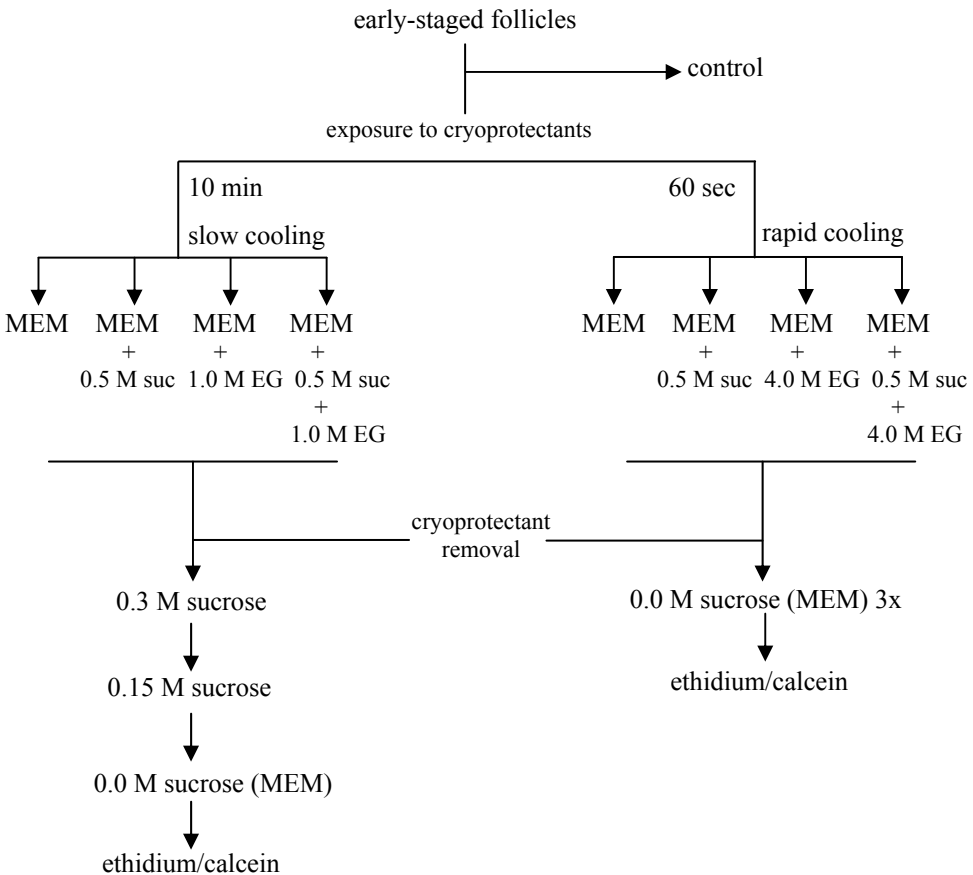 early-staged follicles
control
exposure to cryoprotectants
10 min
60 sec
slow cooling
rapid cooling
MEM MEM MEM MEM
+ + +
0.5 M suc 1.0 M EG 0.5 M suc
+
1.0 M EG
MEM MEM MEM MEM
+ + +
0.5 M suc 4.0 M EG 0.5 M suc
+
4.0 M EG
cryoprotectant
removal
0.3 M sucrose
0.15 M sucrose
0.0 M sucrose (MEM)
ethidium/calcein
0.0 M sucrose (MEM) 3x
ethidium/calcein